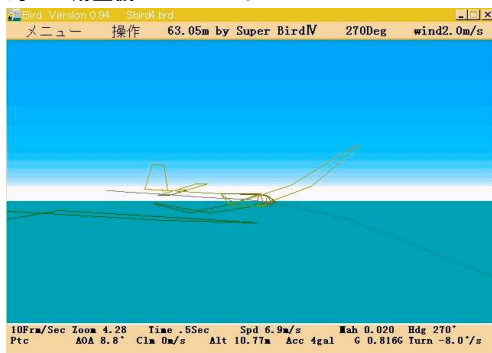 Bird Version 0.94 Sbird4.brd
メニュー 操作 63.05m by Super BirdⅣ 270Deg wind2.0m/s
10Frm/Sec Zoom 4.28 Time .5Sec Spd 6.9m/s Mah 0.020 Hdg 270°
Ptc AOA 8.8° Clm 0m/s Alt 10.77m Acc 4gal G 0.816G Turn -8.0°/s